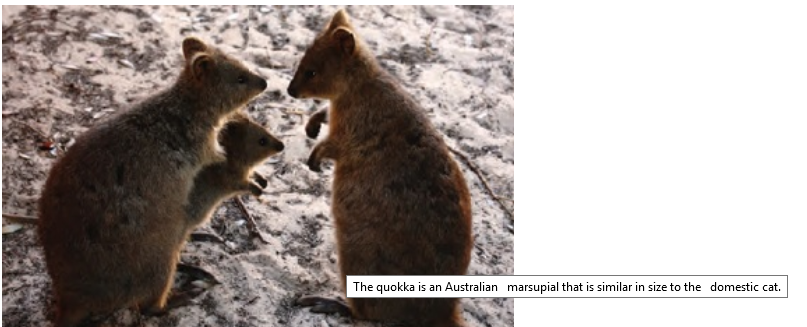 The quokka is an Australian   marsupial that is similar in size to the   domestic cat.